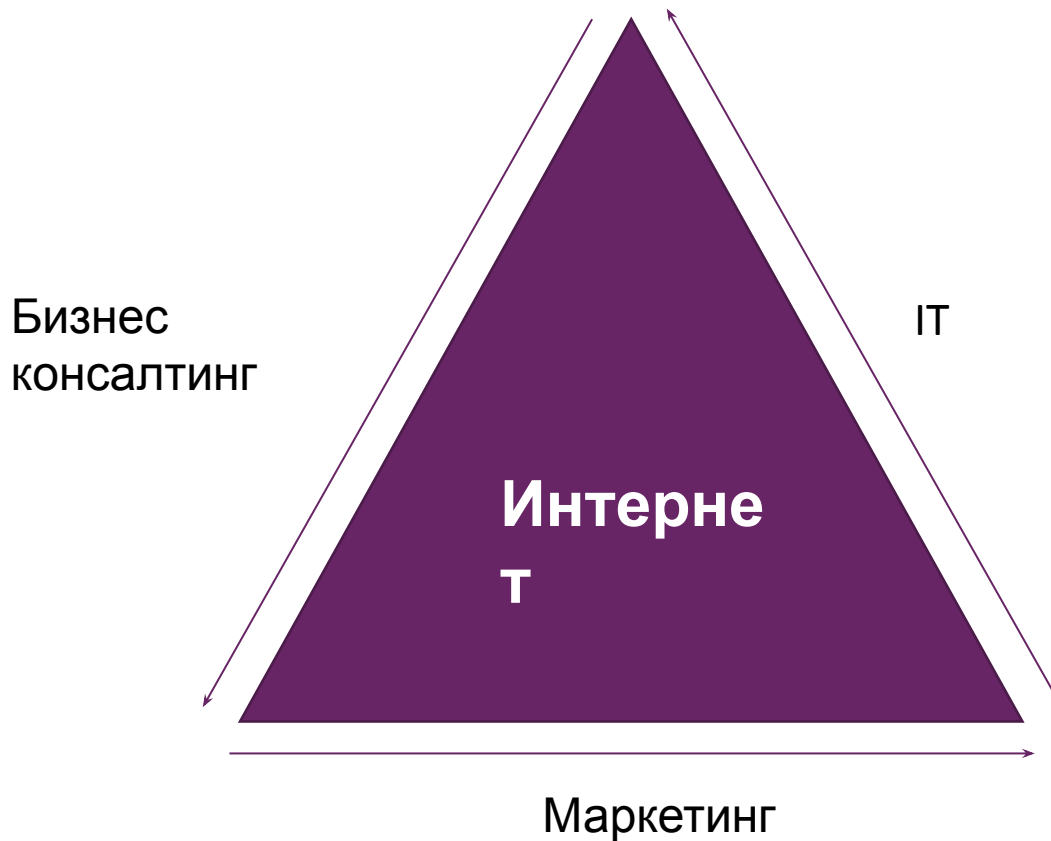 Бизнес
консалтинг
IT
Интерне
т
Маркетинг